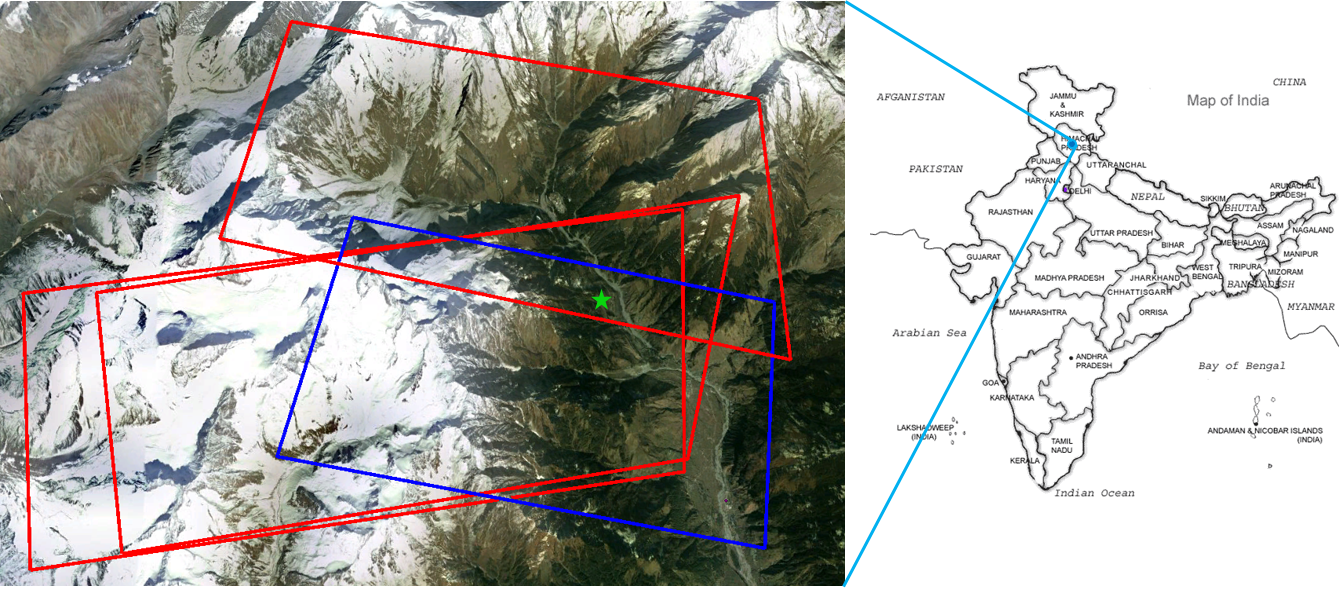 CHINA
AFGANISTAN
Map of India
JAMMU
&
KASHMIR
HIMACHAL
PRADESH
PUNJAB
UTTARANCHAL
PAKISTAN
HARYANA
DELHI
NEPAL
SIKKIM
ARUNACHAL
PRADESH
BHUTAN
RAJASTHAN
ASSAM
NAGALAND
UTTAR PRADESH
BIHAR
MEGHALAYA
MANIPUR
GUJARAT
WEST
BENGAL
TRIPURA
MIZORAM
MADHYA PRADESH
JHARKHAND
BANGLADESH
CHHATTISGARH
MYANMAR
MAHARASHTRA
ORRISA
Arabian Sea
ANDHRA
PRADESH
Bay of Bengal
GOA
KARNATAKA
LAKSHADWEEP
(INDIA)
ANDAMAN & NICOBAR ISLANDS
(INDIA)
TAMIL
NADU
KERALA
Indian Ocean